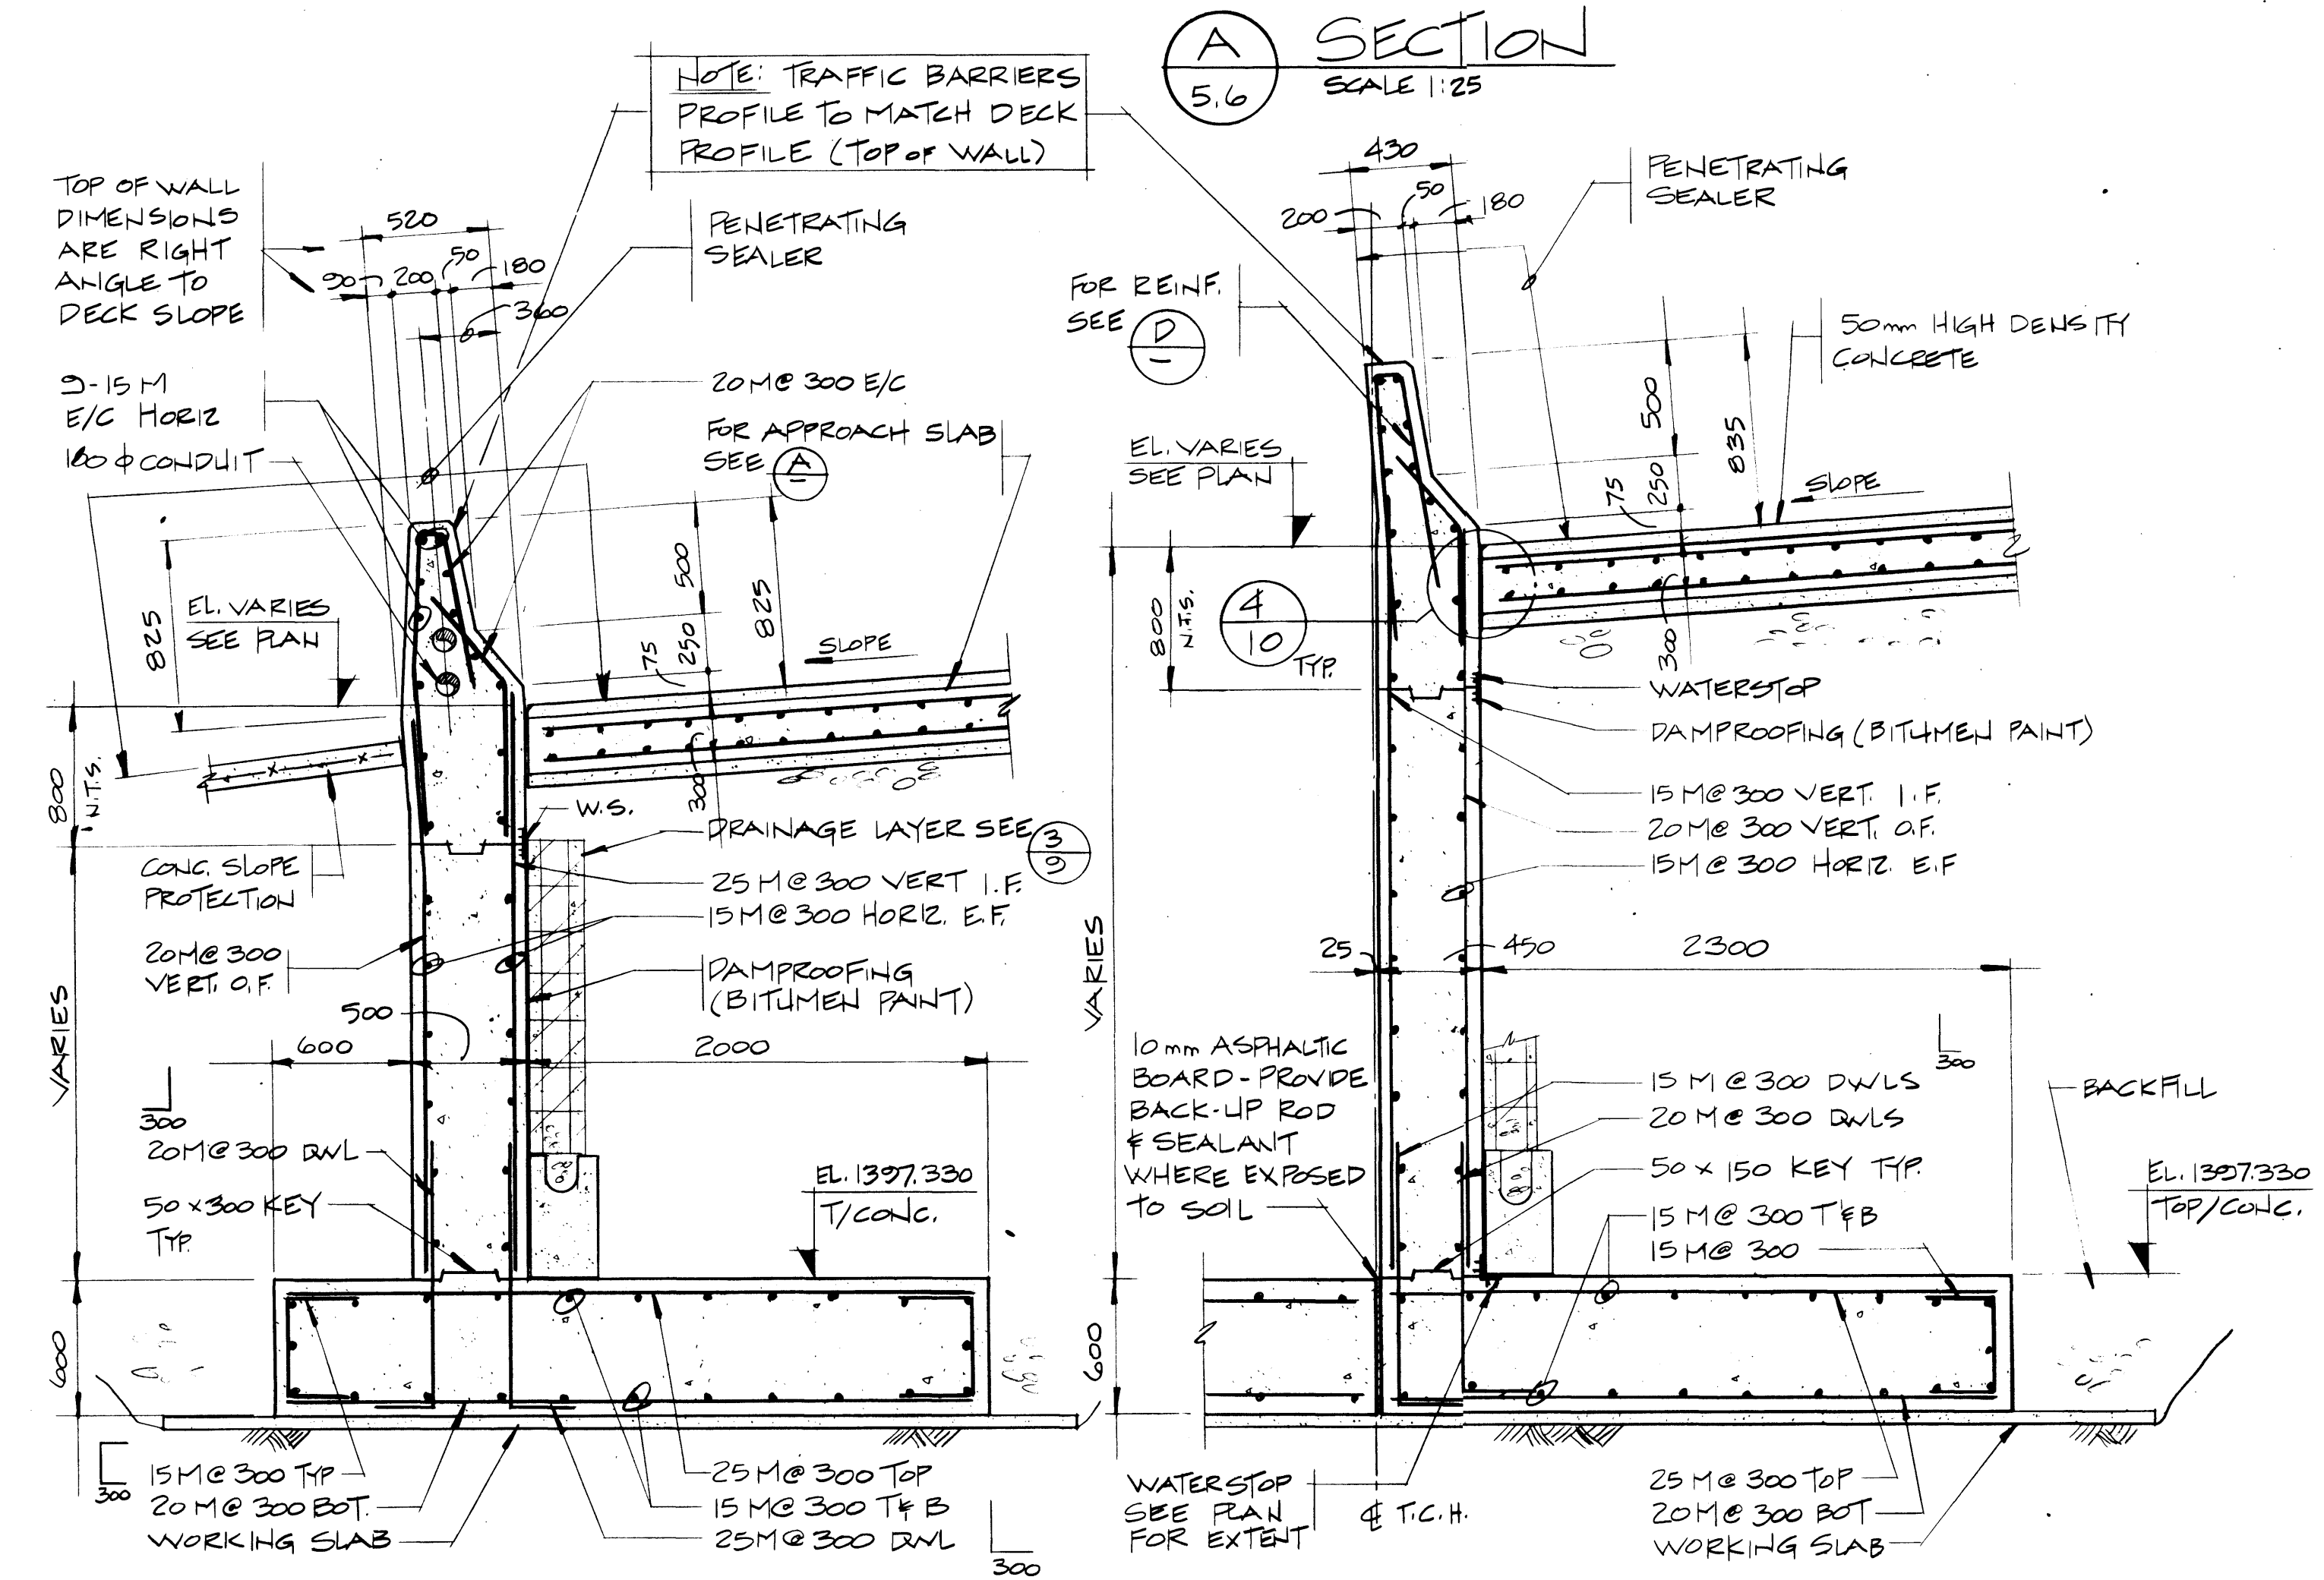 A
5.6
SECTION
SCALE 1:25
NOTE: TRAFFIC BARRIERS
PROFILE TO MATCH DECK
PROFILE (TOP OF WALL)
TOP OF WALL
DIMENSIONS
ARE RIGHT
ANGLE TO
DECK SLOPE
520
90
200
50
180
360
PENETRATING
SEALER
9-15M
E/C HORIZ
100 φ CONDUIT
20M@ 300 E/C
FOR APPROACH SLAB
SEE A
825
EL. VARIES
SEE PLAN
500
825
75
250
SLOPE
300
800
N.T.S.
W.S.
DRAINAGE LAYER SEE 3
9
CONC. SLOPE
PROTECTION
25M@300 VERT I.F.
15M@300 HORIZ. E.F.
20M@ 300
VERT. O.F.
DAMPROOFING
(BITUMEN PAINT)
VARIES
500
600
2000
300
20M@300 DWL
50 x 300 KEY
TYP.
EL. 1397.330
T/CONC.
600
300
15M@300 TYP
20M@300 BOT.
WORKING SLAB
25M@300 TOP
15M@300 T&B
25M@300 DWL
300
430
200
50
180
PENETRATING
SEALER
FOR REINF.
SEE D
50mm HIGH DENSITY
CONCRETE
EL. VARIES
SEE PLAN
500
835
75
250
SLOPE
300
800
N.T.S.
4
10
TYP.
WATERSTOP
DAMPROOFING (BITUMEN PAINT)
15M@300 VERT. I.F.
20M@300 VERT. O.F.
15M@300 HORIZ. E.F
VARIES
25
450
2300
10mm ASPHALTIC
BOARD - PROVIDE
BACK-UP ROD
& SEALANT
WHERE EXPOSED
TO SOIL
300
15M@300 DWLS
20M@300 DWLS
50 x 150 KEY TYP.
15M@300 T&B
15M@300
BACKFILL
EL. 1397.330
TOP/CONC.
600
WATERSTOP
SEE PLAN
FOR EXTENT
℄ T.C.H.
25M@300 TOP
20M@300 BOT
WORKING SLAB